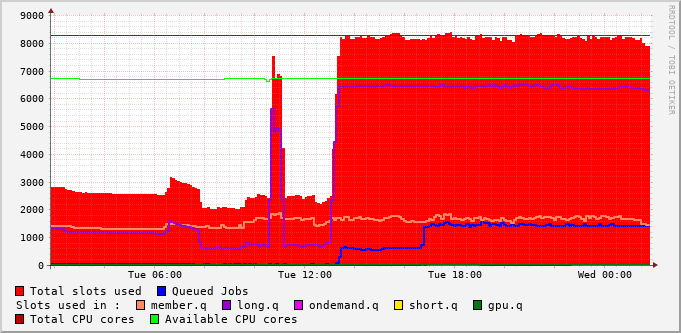 RRDTOOL / TOBI OETIKER
9000
8000
7000
6000
5000
4000
3000
2000
1000
0
Tue 06:00 Tue 12:00 Tue 18:00 Wed 00:00
Total slots used Queued Jobs
Slots used in : member.q long.q ondemand.q short.q gpu.q
Total CPU cores Available CPU cores